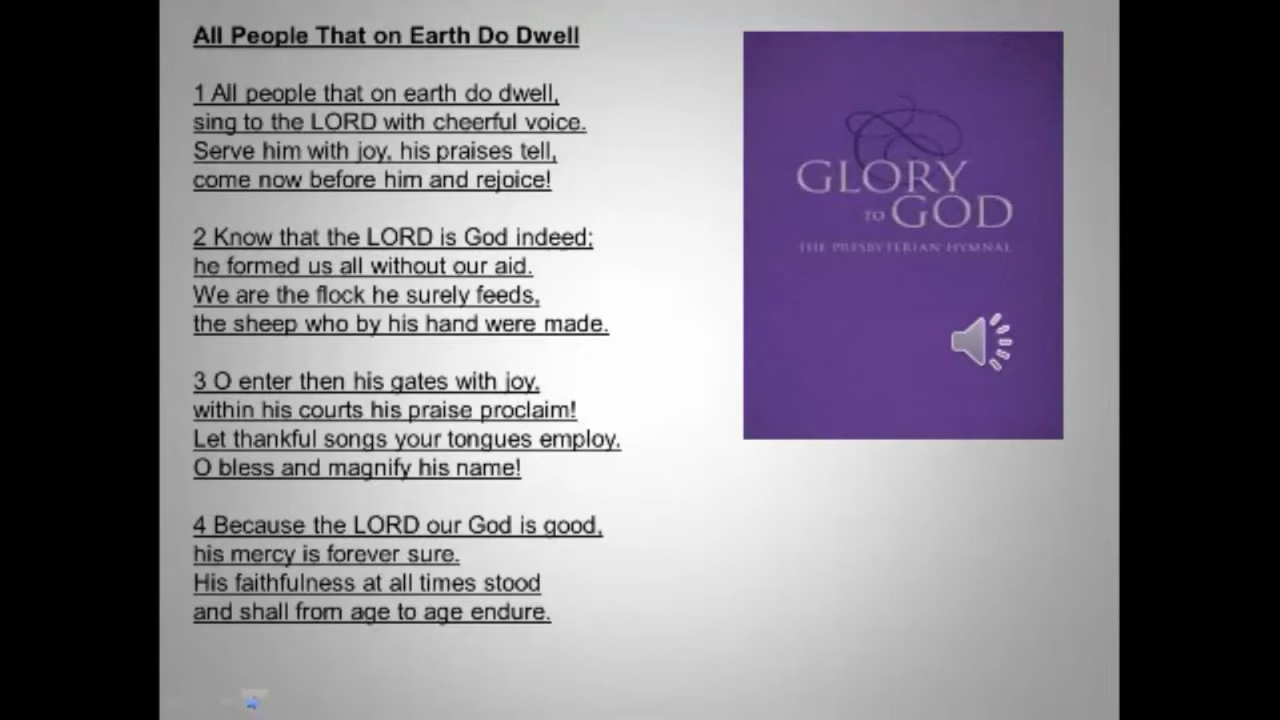 All People That on Earth Do Dwell
1 All people that on earth do dwell,
sing to the LORD with cheerful voice.
Serve him with joy, his praises tell,
come now before him and rejoice!
2 Know that the LORD is God indeed;
he formed us all without our aid.
We are the flock he surely feeds,
the sheep who by his hand were made.
3 O enter then his gates with joy,
within his courts his praise proclaim!
Let thankful songs your tongues employ.
O bless and magnify his name!
4 Because the LORD our God is good,
his mercy is forever sure.
His faithfulness at all times stood
and shall from age to age endure.
GLORY
TO GOD
THE PRESBYTERIAN HYMNAL